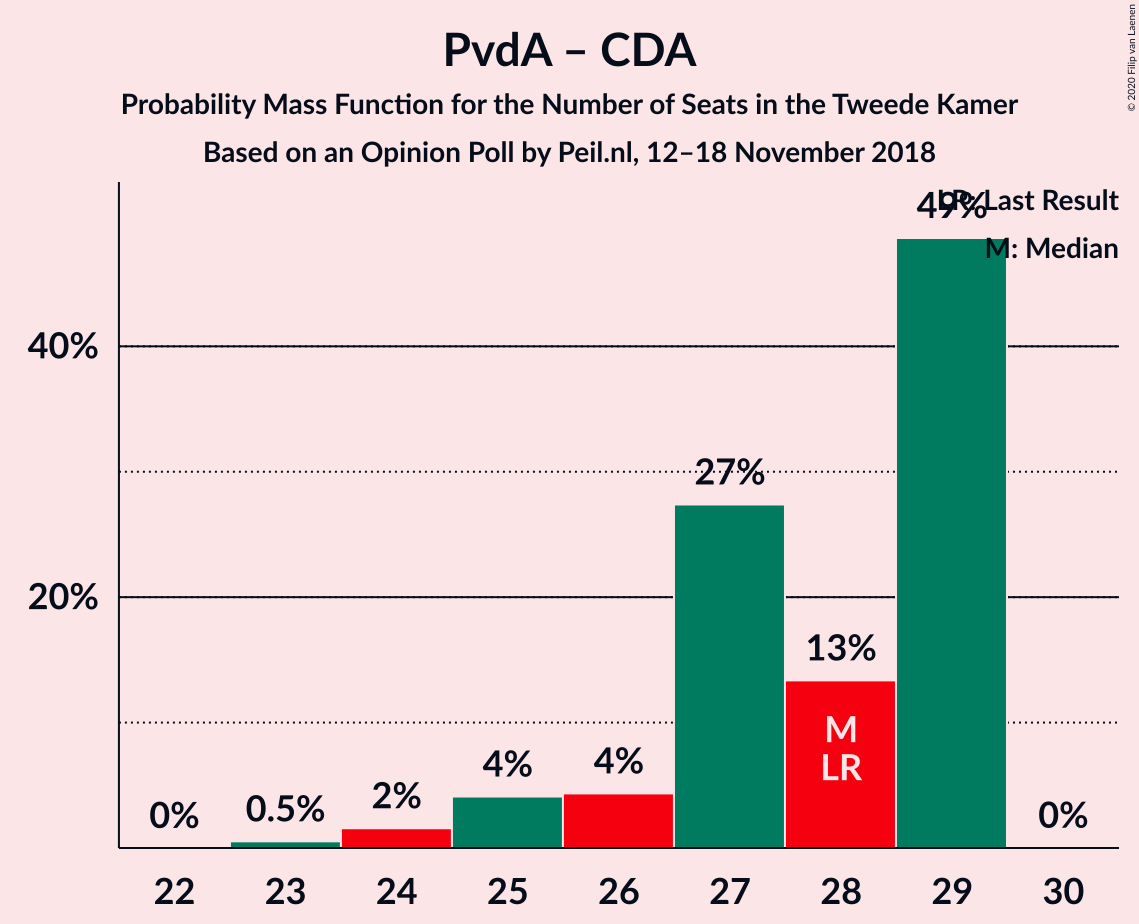 PvdA – CDA
Probability Mass Function for the Number of Seats in the Tweede Kamer
Based on an Opinion Poll by Peil.nl, 12–18 November 2018
© 2020 Filip van Laenen
LR: Last Result
M: Median
49%
40%
27%
20%
13%
M
LR
4%
4%
2%
0.5%
0%
0%
22 23 24 25 26 27 28 29 30